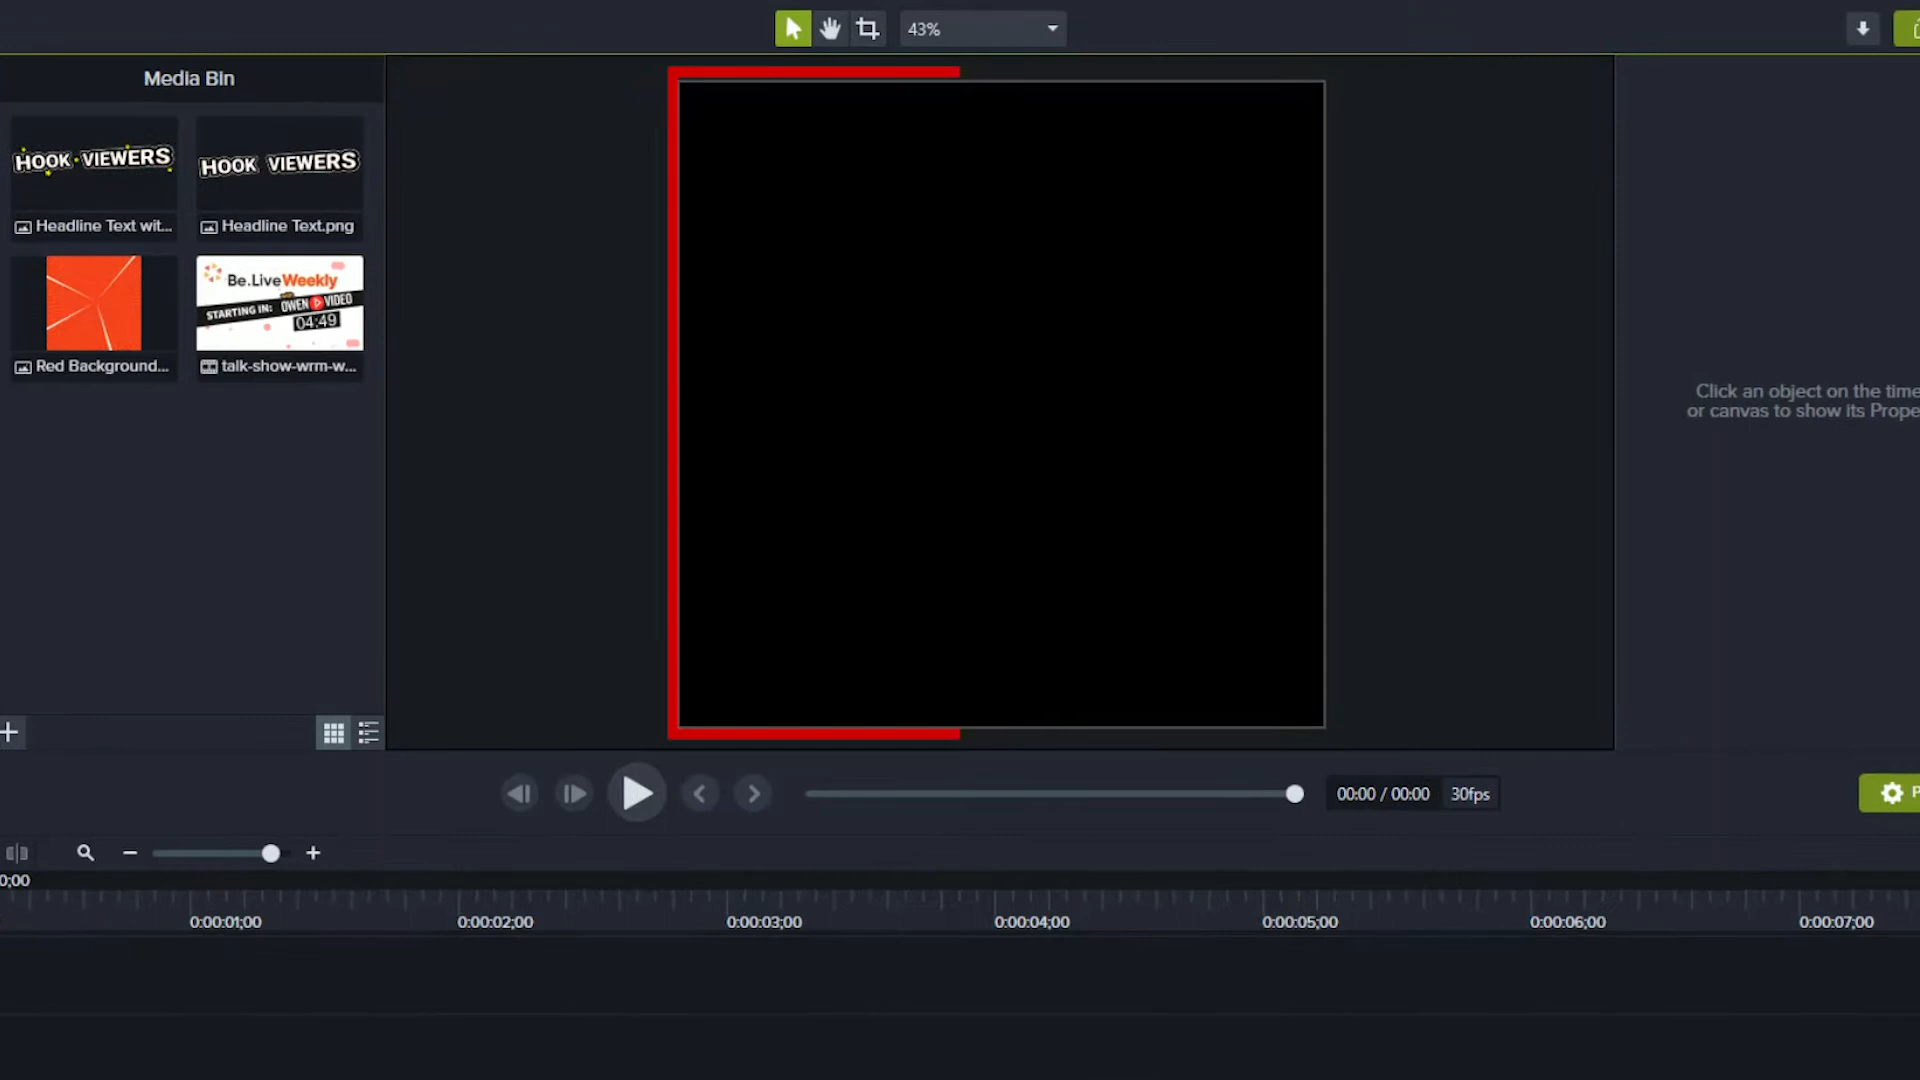 43%
Media Bin
HOOK VIEWERS
HOOK VIEWERS
Headline Text wit...
Headline Text.png
Be.LiveWeekly
STARTING IN: OWEN VIDEO
04:49
Red Background...
talk-show-wrm-w...
Click an object on the time
or canvas to show its Prope
00:00 / 00:00
30fps
P
0;00
0:00:01;00
0:00:02;00
0:00:03;00
0:00:04;00
0:00:05;00
0:00:06;00
0:00:07;00